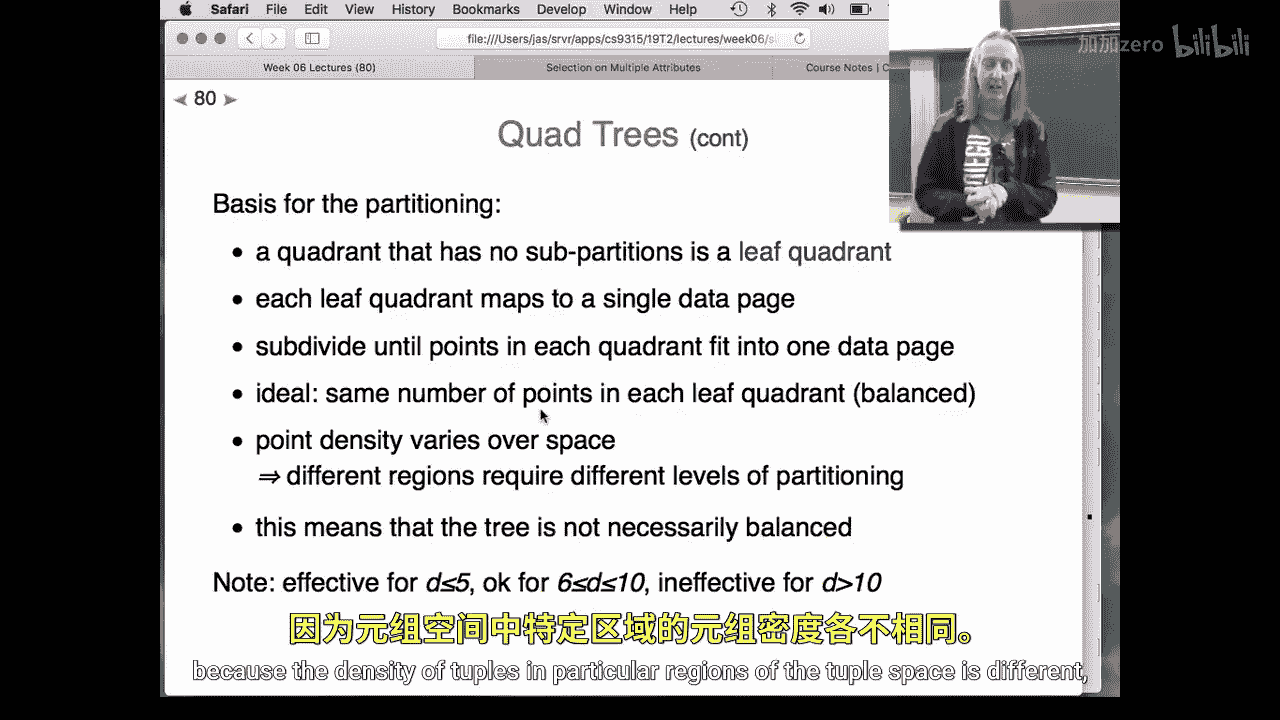 Safari File Edit View History Bookmarks Develop Window Help
file:///Users/jas/srvr/apps/cs9315/19T2/lectures/week06/
Week 06 Lectures (80) Selection on Multiple Attributes Course Notes | C
加加zero bilibili
80
Quad Trees (cont)
Basis for the partitioning:
• a quadrant that has no sub-partitions is a leaf quadrant
• each leaf quadrant maps to a single data page
• subdivide until points in each quadrant fit into one data page
• ideal: same number of points in each leaf quadrant (balanced)
• point density varies over space
⇒ different regions require different levels of partitioning
• this means that the tree is not necessarily balanced
Note: effective for d≤5, ok for 6≤d≤10, ineffective for d>10
因为元组空间中特定区域的元组密度各不相同。
because the density of tuples in particular regions of the tuple space is different,